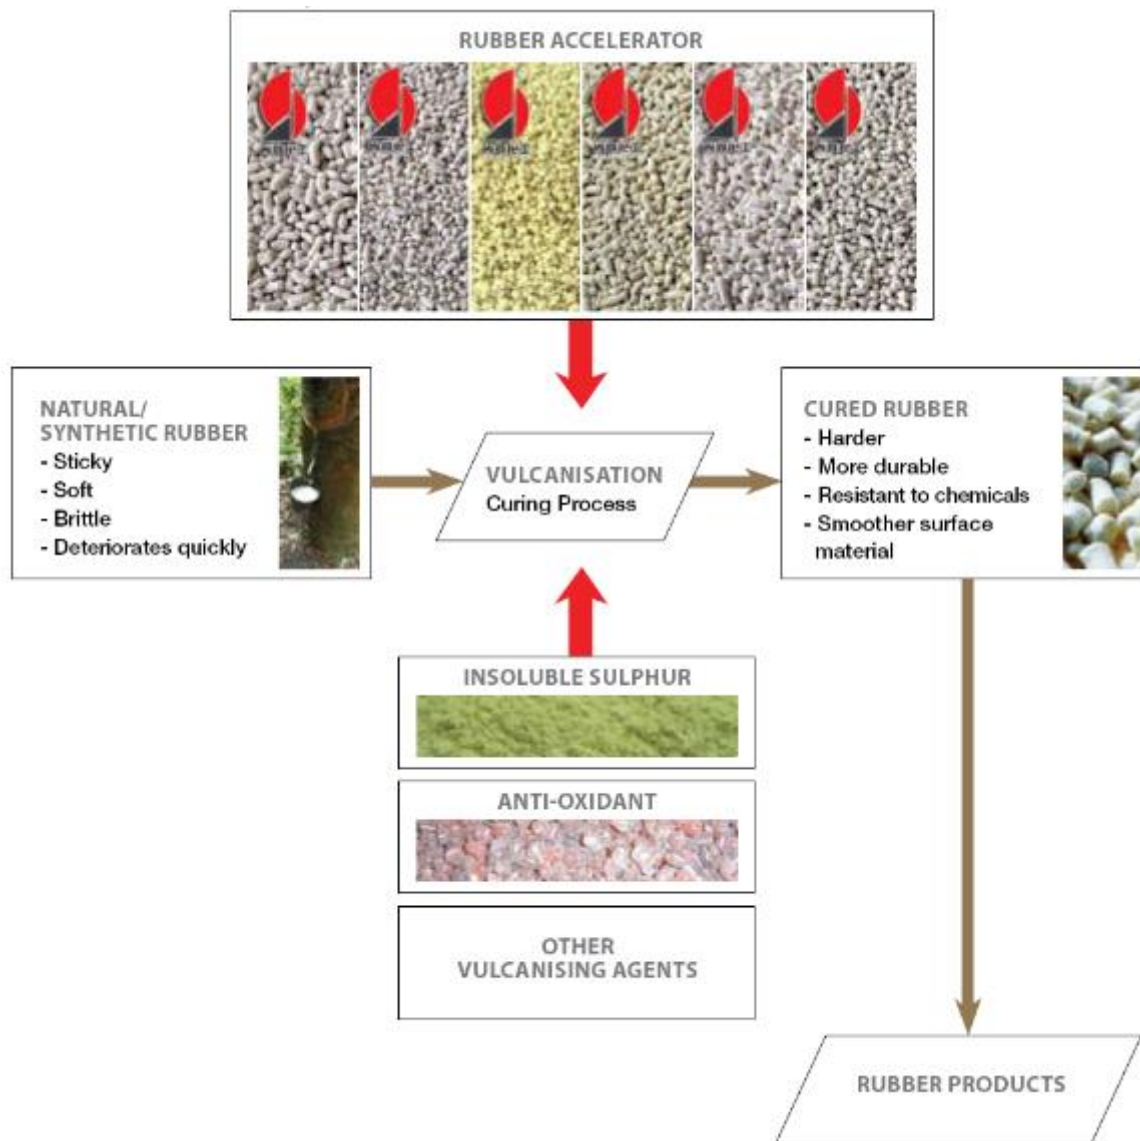 RUBBER ACCELERATOR
NATURAL/
SYNTHETIC RUBBER
- Sticky
- Soft
- Brittle
- Deteriorates quickly
VULCANISATION
Curing Process
CURED RUBBER
- Harder
- More durable
- Resistant to chemicals
- Smoother surface
material
INSOLUBLE SULPHUR
ANTI-OXIDANT
OTHER
VULCANISING AGENTS
RUBBER PRODUCTS